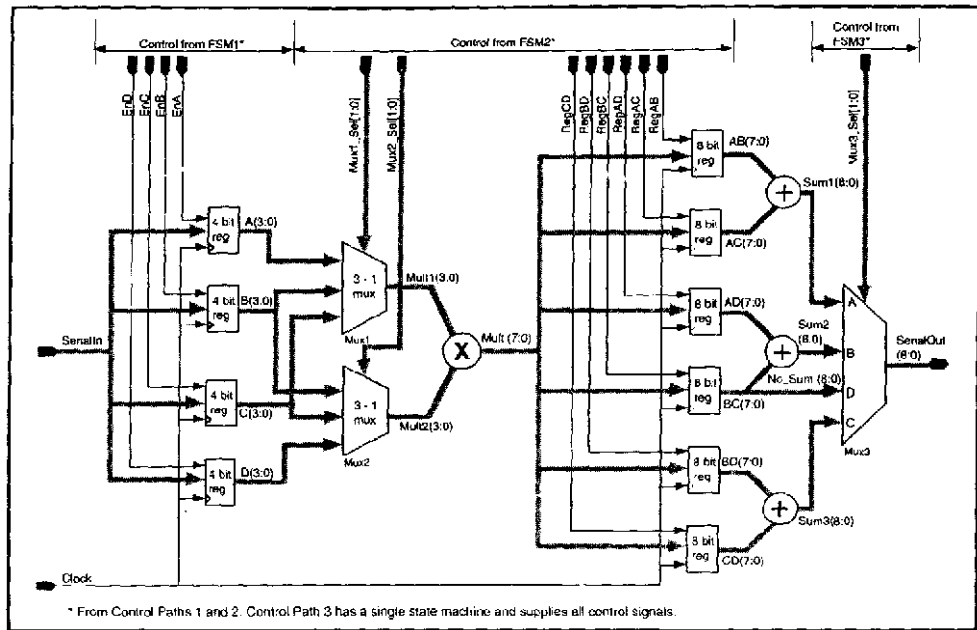 Control from FSM1*
Control from FSM2*
Control from
FSM3*
EnD
EnC
EnB
EnA
Mux1_Sel[1:0]
Mux2_Sel[1:0]
RegCD
RegBD
RegBC
RegAD
RegAC
RegAB
Mux3_Sel[1:0]
8 bit
reg
AB(7:0)
Sum1(8:0)
4 bit
reg
A(3:0)
8 bit
reg
AC(7:0)
3 - 1
mux
Mult1(3:0)
Mux1
4 bit
reg
B(3:0)
8 bit
reg
AD(7:0)
Sum2
(8:0)
A
SerialIn
X
Mult (7:0)
B
SerialOut
(8:0)
No_Sum (8:0)
D
4 bit
reg
C(3:0)
3 - 1
mux
Mult2(3:0)
Mux2
8 bit
reg
BC(7:0)
C
Mux3
4 bit
reg
D(3:0)
8 bit
reg
BD(7:0)
Sum3(8:0)
8 bit
reg
CD(7:0)
Clock
* From Control Paths 1 and 2. Control Path 3 has a single state machine and supplies all control signals.